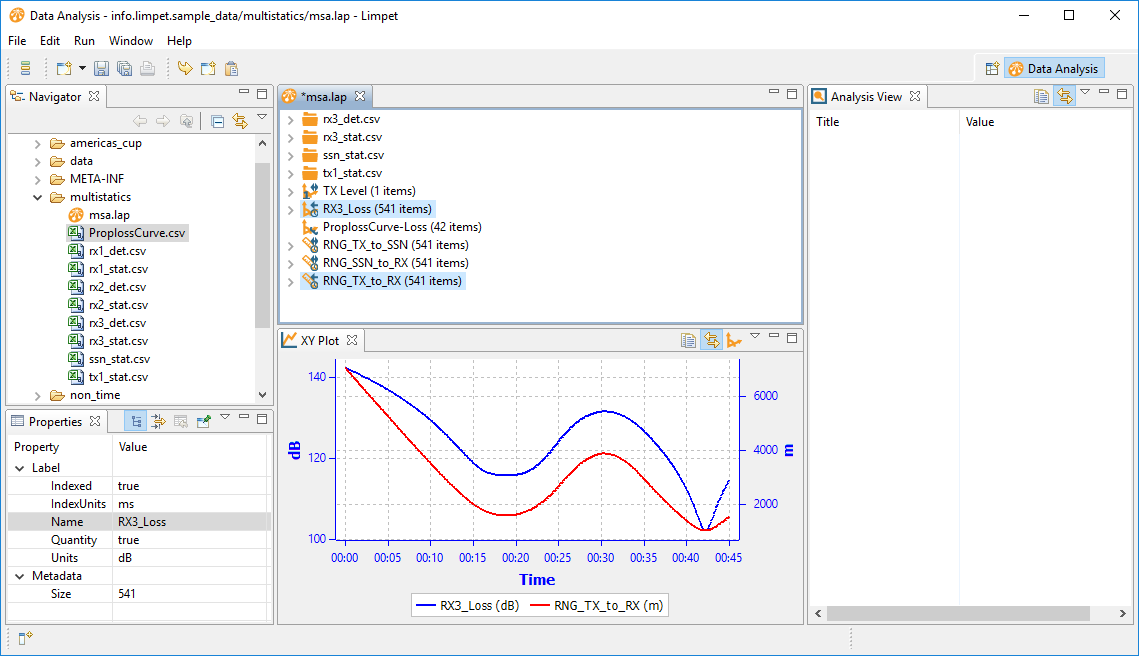 Data Analysis - info.limpet.sample_data/multistatics/msa.lap - Limpet
File Edit Run Window Help
Data Analysis
Navigator
americas_cup
data
META-INF
multistatics
msa.lap
ProplossCurve.csv
rx1_det.csv
rx1_stat.csv
rx2_det.csv
rx2_stat.csv
rx3_det.csv
rx3_stat.csv
ssn_stat.csv
tx1_stat.csv
non_time
Properties
Property Value
Label
Indexed true
IndexUnits ms
Name RX3_Loss
Quantity true
Units dB
Metadata
Size 541
*msa.lap
rx3_det.csv
rx3_stat.csv
ssn_stat.csv
tx1_stat.csv
TX Level (1 items)
RX3_Loss (541 items)
ProplossCurve-Loss (42 items)
RNG_TX_to_SSN (541 items)
RNG_SSN_to_RX (541 items)
RNG_TX_to_RX (541 items)
XY Plot
140
120
100
dB
6000
4000
2000
m
00:00 00:05 00:10 00:15 00:20 00:25 00:30 00:35 00:40 00:45
Time
RX3_Loss (dB) RNG_TX_to_RX (m)
Analysis View
Title Value